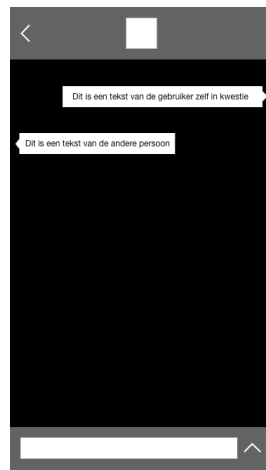 Dit is een tekst van de gebruiker zelf in kwestie
Dit is een tekst van de andere persoon